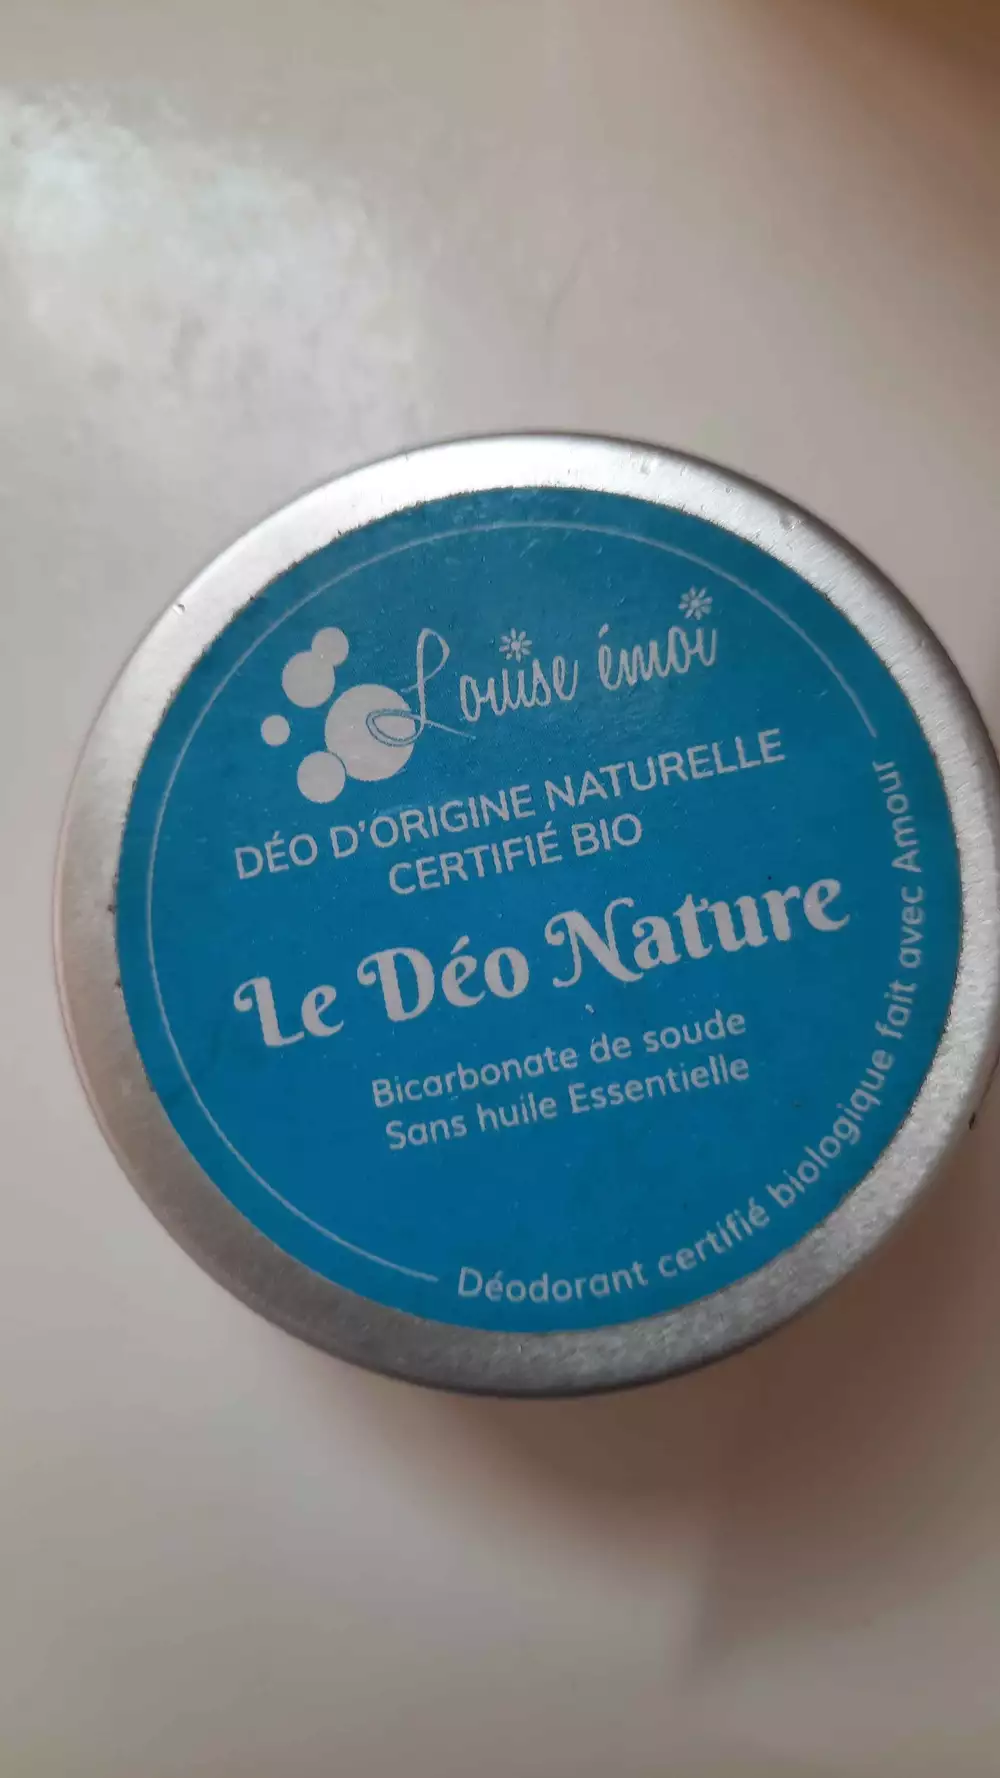 Louise émoi
DÉO D'ORIGINE NATURELLE
CERTIFIÉ BIO
Le Déo Nature
Bicarbonate de soude
Sans huile Essentielle
Déodorant certifié biologique fait avec Amour